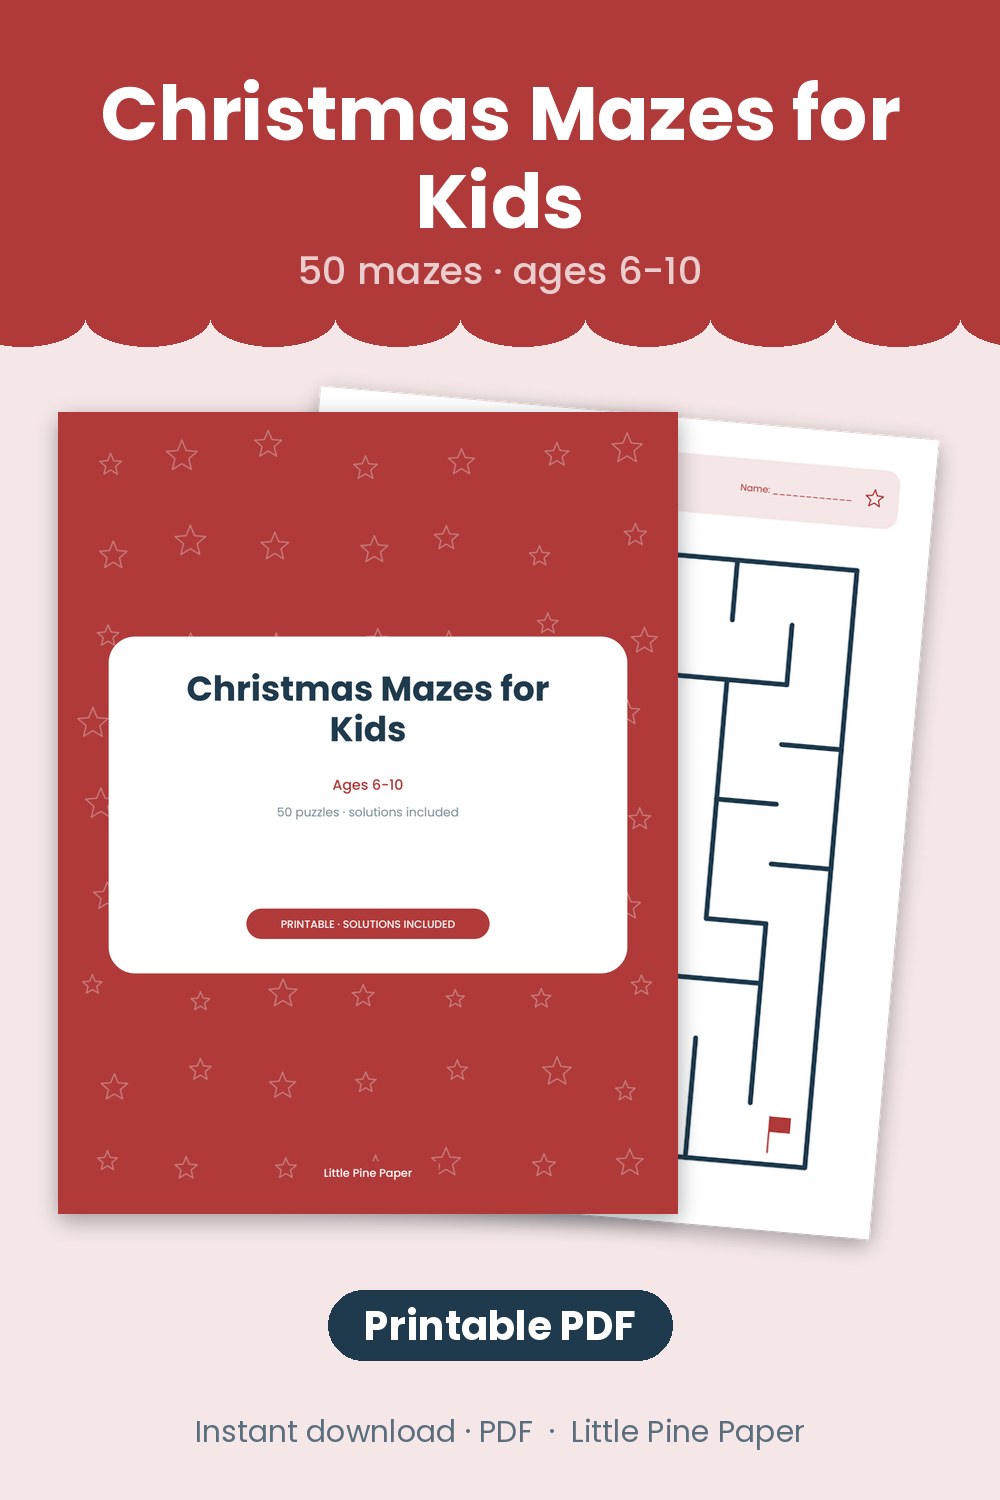 Christmas Mazes for
Kids
50 mazes · ages 6-10
Name: ____________
Christmas Mazes for
Kids
Ages 6-10
50 puzzles · solutions included
PRINTABLE · SOLUTIONS INCLUDED
Little Pine Paper
Printable PDF
Instant download · PDF · Little Pine Paper